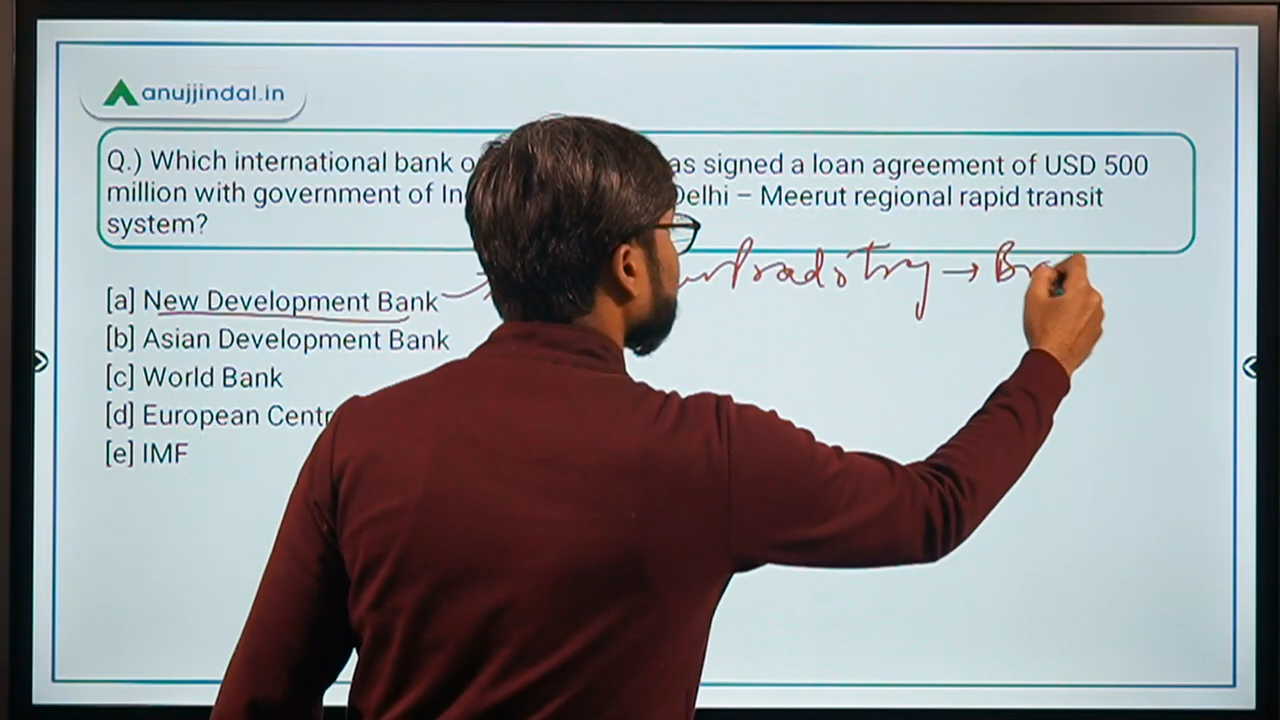 anujjindal.in
Q.) Which international bank o as signed a loan agreement of USD 500
million with government of In Delhi – Meerut regional rapid transit
system?
[a] New Development Bank
[b] Asian Development Bank
[c] World Bank
[d] European Centr
[e] IMF